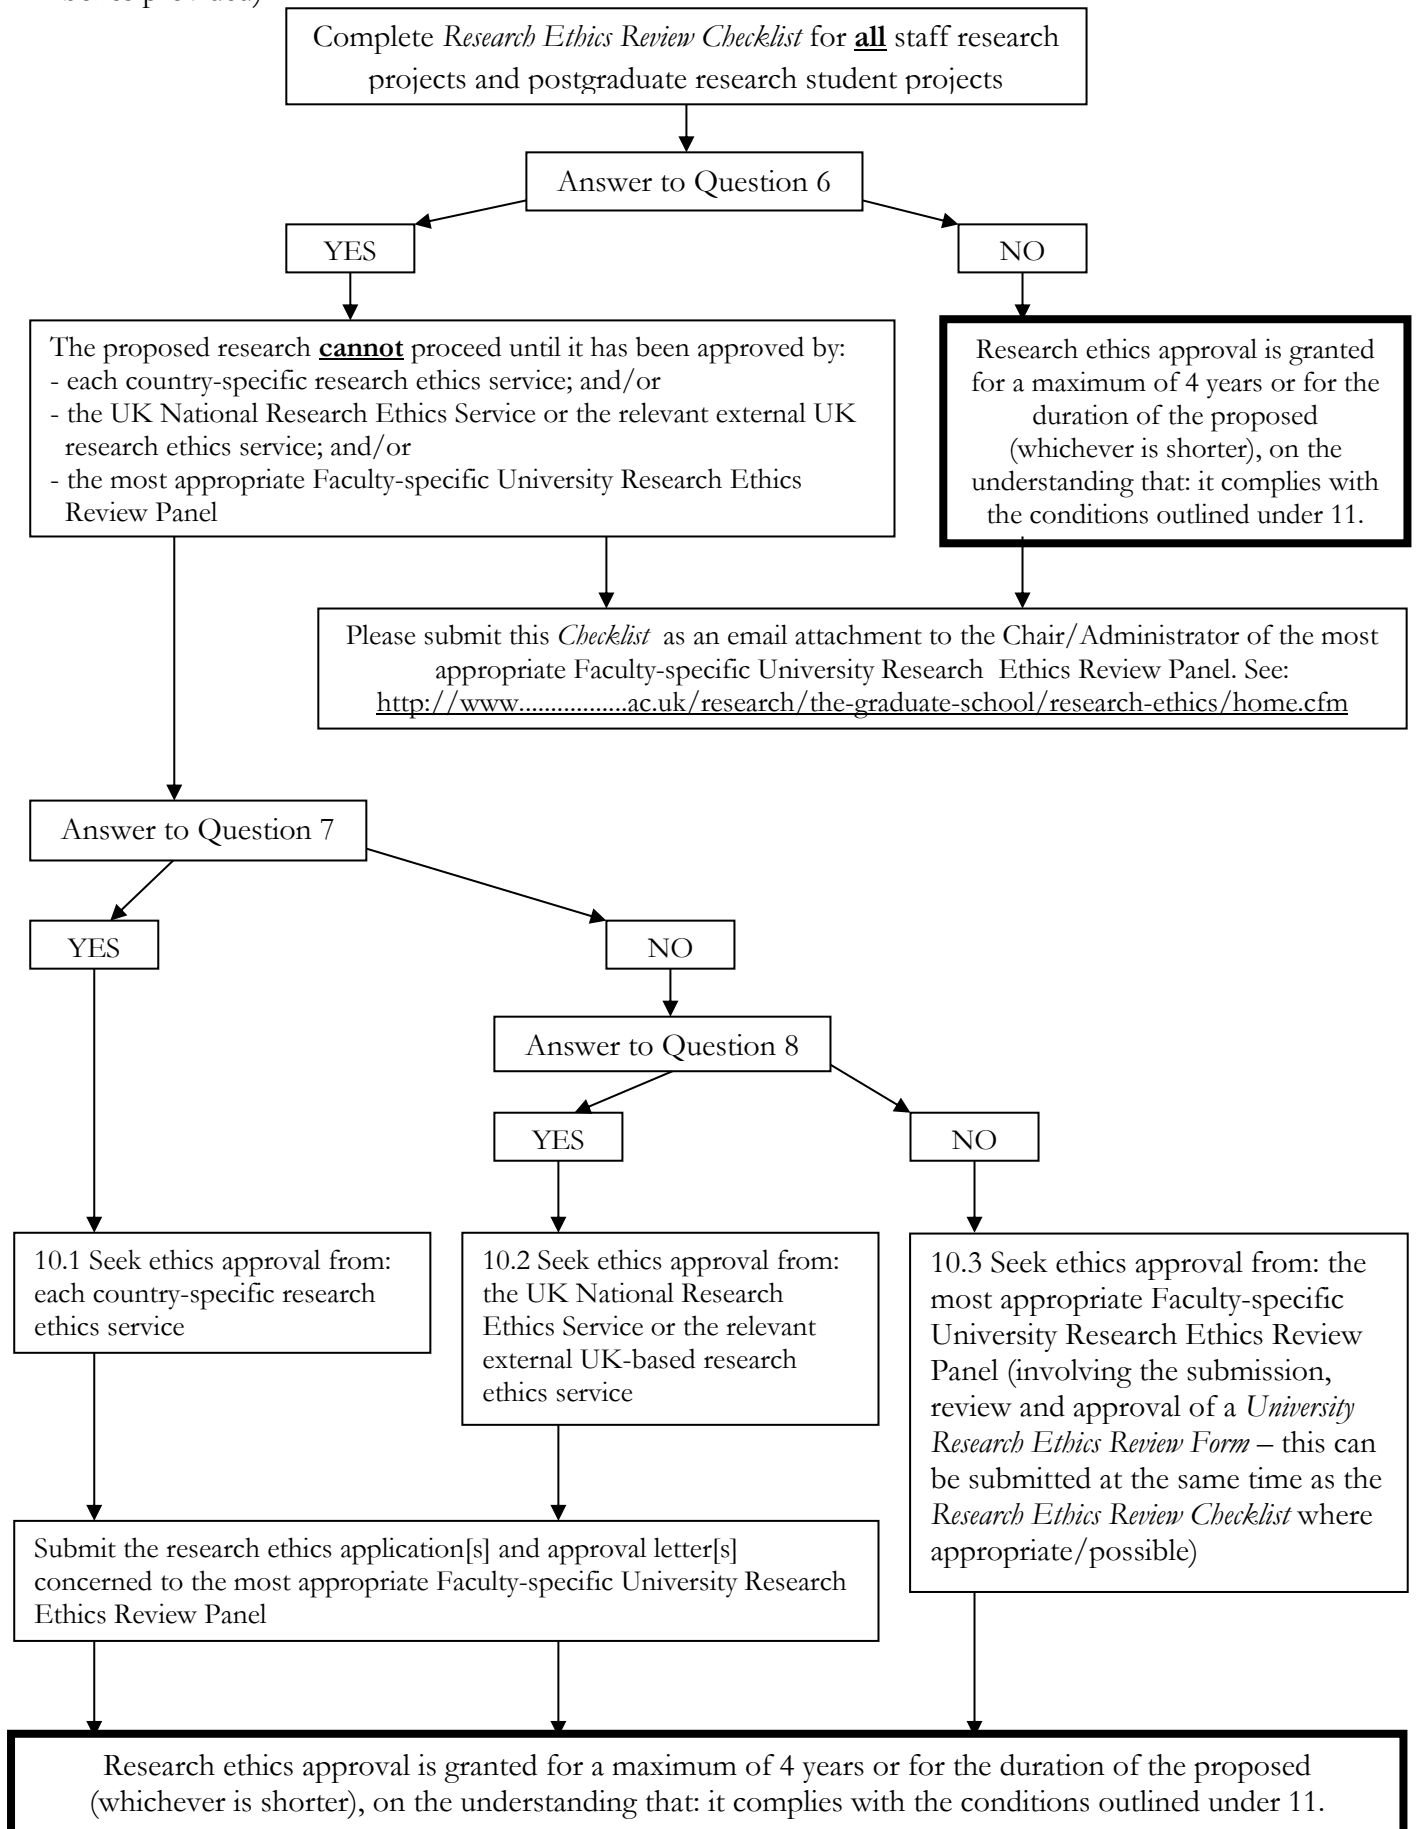 Complete Research Ethics Review Checklist for all staff research
projects and postgraduate research student projects
Answer to Question 6
YES
NO
The proposed research cannot proceed until it has been approved by:
- each country-specific research ethics service; and/or
- the UK National Research Ethics Service or the relevant external UK
research ethics service; and/or
- the most appropriate Faculty-specific University Research Ethics
Review Panel
Research ethics approval is granted
for a maximum of 4 years or for the
duration of the proposed
(whichever is shorter), on the
understanding that: it complies with
the conditions outlined under 11.
Please submit this Checklist as an email attachment to the Chair/Administrator of the most
appropriate Faculty-specific University Research Ethics Review Panel. See:
http://www.................ac.uk/research/the-graduate-school/research-ethics/home.cfm
Answer to Question 7
YES
NO
Answer to Question 8
YES
NO
10.1 Seek ethics approval from:
each country-specific research
ethics service
10.2 Seek ethics approval from:
the UK National Research
Ethics Service or the relevant
external UK-based research
ethics service
10.3 Seek ethics approval from: the
most appropriate Faculty-specific
University Research Ethics Review
Panel (involving the submission,
review and approval of a University
Research Ethics Review Form – this can
be submitted at the same time as the
Research Ethics Review Checklist where
appropriate/possible)
Submit the research ethics application[s] and approval letter[s]
concerned to the most appropriate Faculty-specific University Research
Ethics Review Panel
Research ethics approval is granted for a maximum of 4 years or for the duration of the proposed
(whichever is shorter), on the understanding that: it complies with the conditions outlined under 11.